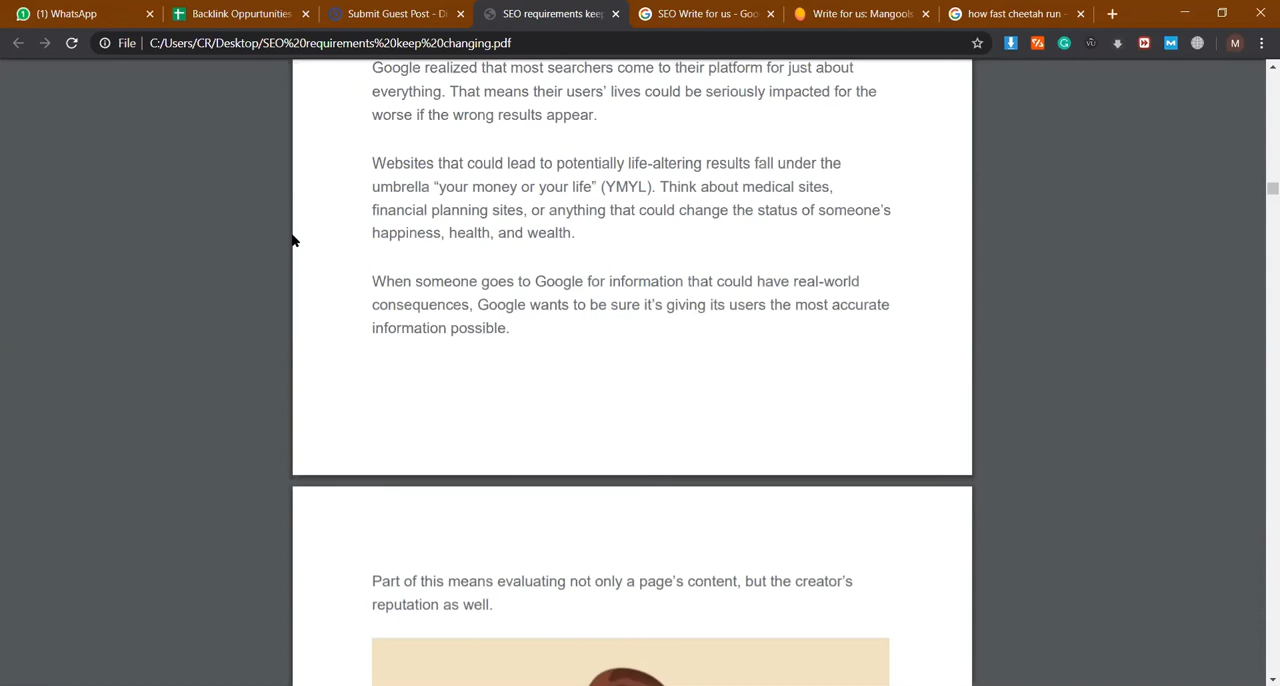 (1) WhatsApp
Backlink Oppurtunities
Submit Guest Post - D
SEO requirements keep
SEO Write for us - Goo
Write for us: Mangools
how fast cheetah run -
File C:/Users/CR/Desktop/SEO%20requirements%20keep%20changing.pdf
M
Google realized that most searchers come to their platform for just about
everything. That means their users’ lives could be seriously impacted for the
worse if the wrong results appear.
Websites that could lead to potentially life-altering results fall under the
umbrella “your money or your life” (YMYL). Think about medical sites,
financial planning sites, or anything that could change the status of someone’s
happiness, health, and wealth.
When someone goes to Google for information that could have real-world
consequences, Google wants to be sure it’s giving its users the most accurate
information possible.
Part of this means evaluating not only a page’s content, but the creator’s
reputation as well.